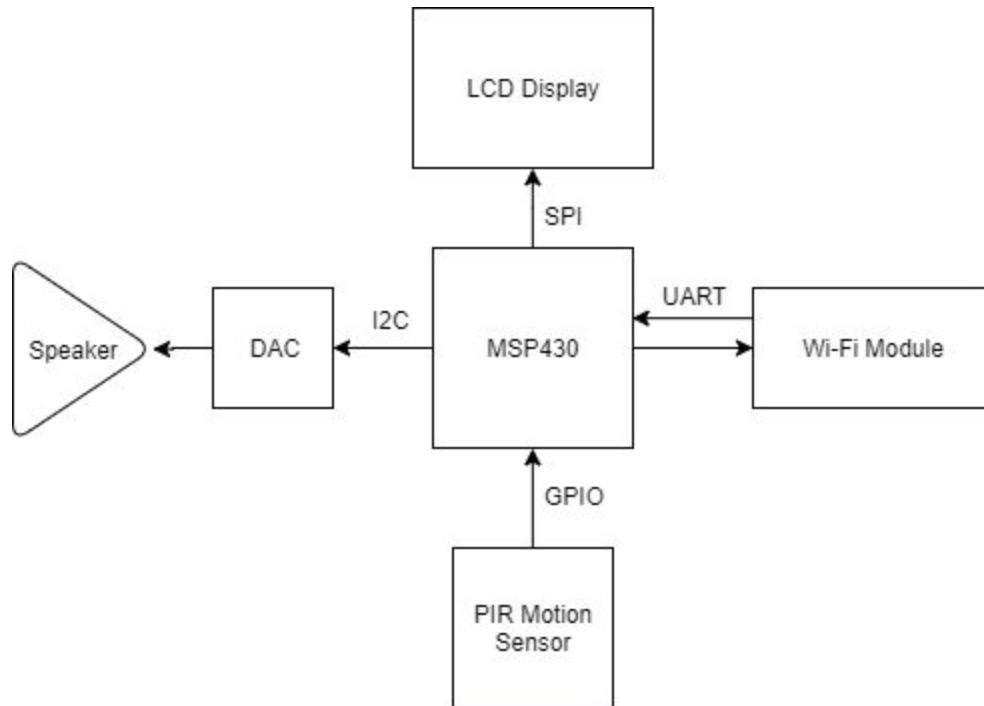 LCD Display
SPI
UART
I2C
Speaker
DAC
MSP430
Wi-Fi Module
GPIO
PIR Motion
Sensor